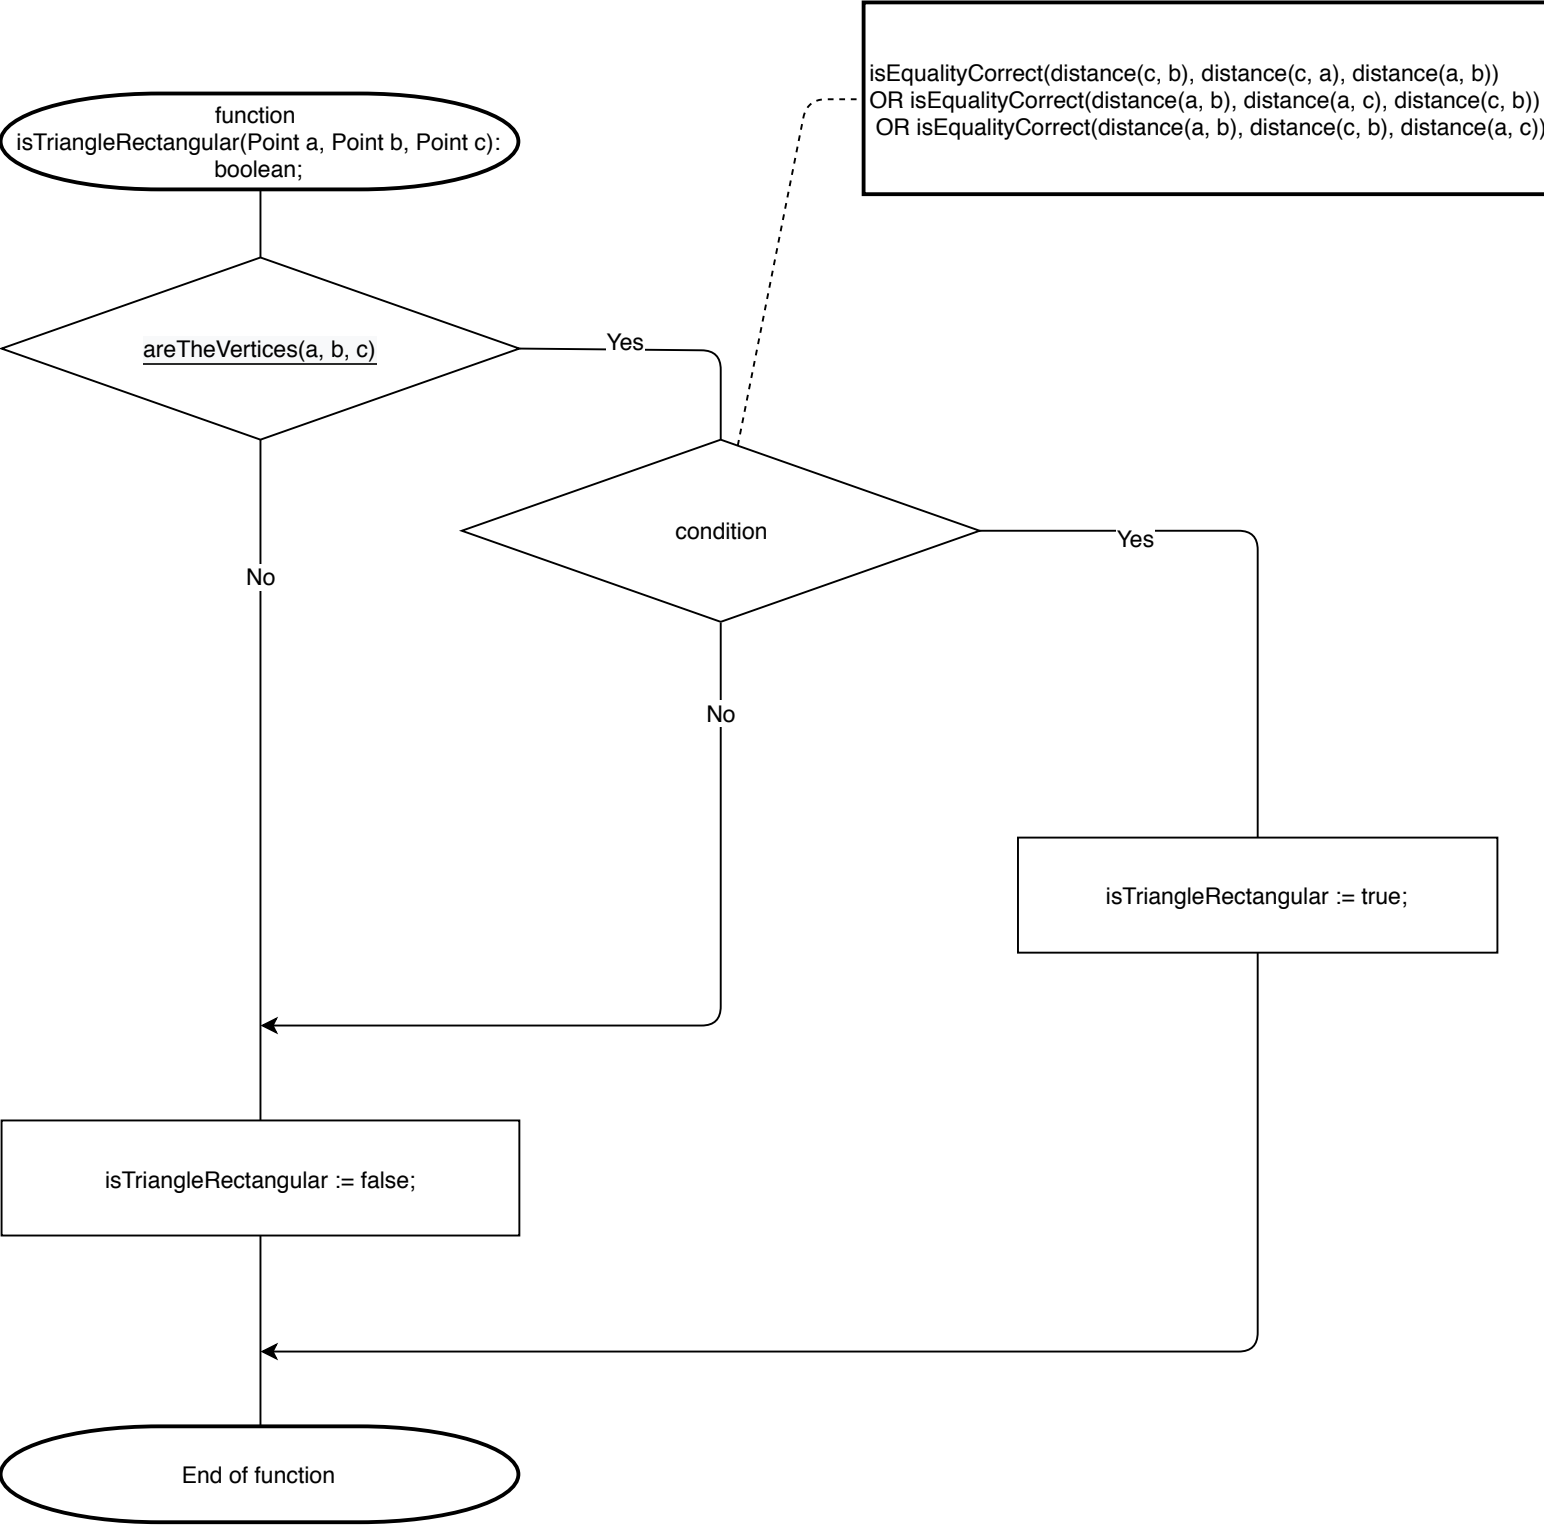 isEqualityCorrect(distance(c, b), distance(c, a), distance(a, b))
OR isEqualityCorrect(distance(a, b), distance(a, c), distance(c, b))
OR isEqualityCorrect(distance(a, b), distance(c, b), distance(a, c))
function
isTriangleRectangular(Point a, Point b, Point c):
boolean;
areTheVertices(a, b, c)
Yes
condition
Yes
No
No
isTriangleRectangular := true;
isTriangleRectangular := false;
End of function